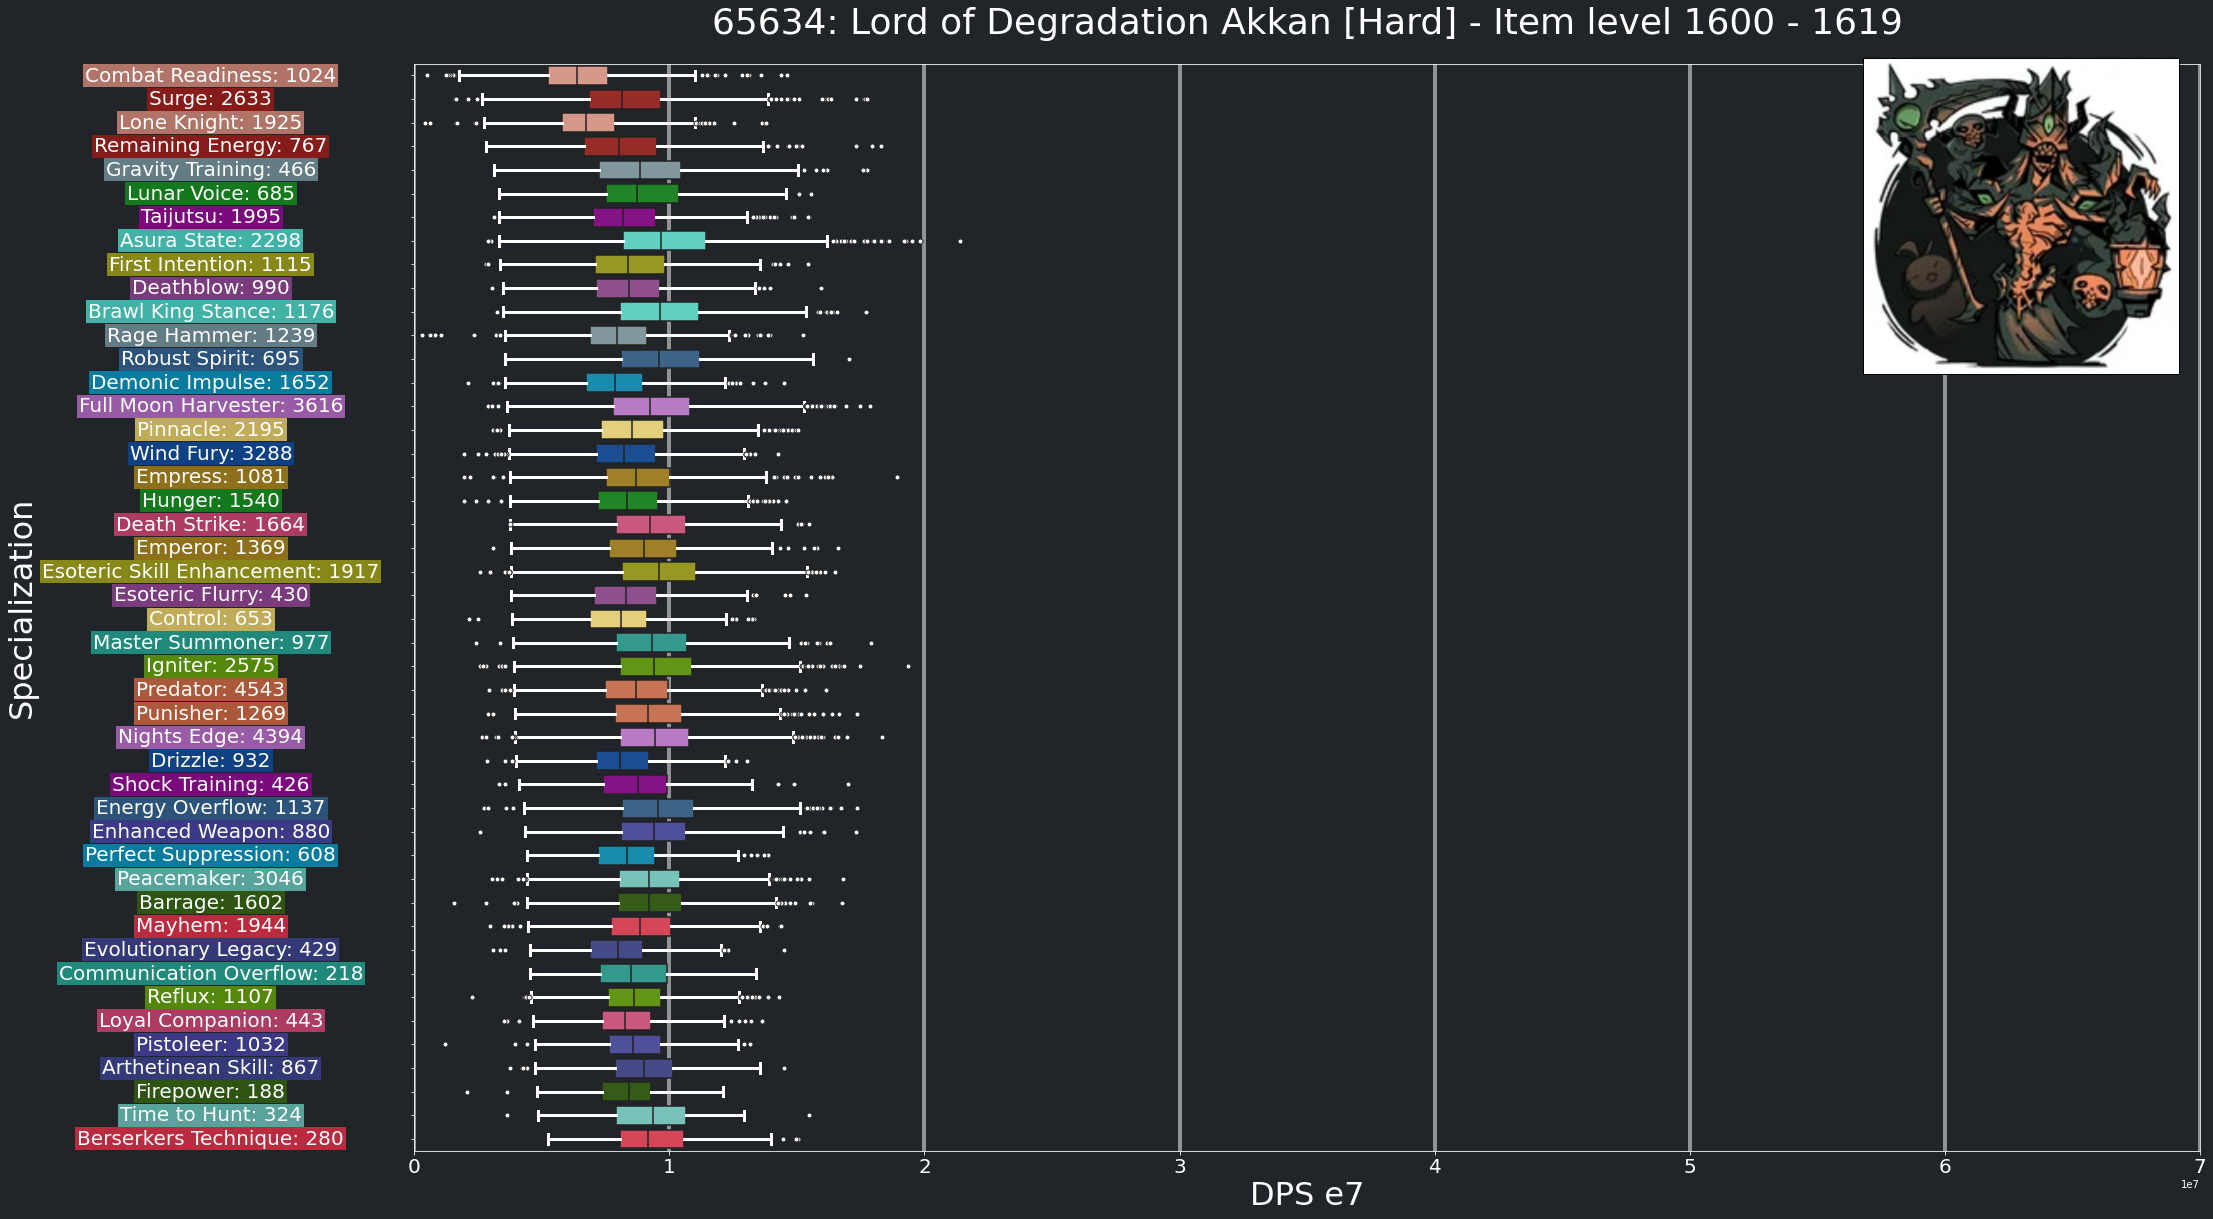 65634: Lord of Degradation Akkan [Hard] - Item level 1600 - 1619
Specialization
Combat Readiness: 1024
Surge: 2633
Lone Knight: 1925
Remaining Energy: 767
Gravity Training: 466
Lunar Voice: 685
Taijutsu: 1995
Asura State: 2298
First Intention: 1115
Deathblow: 990
Brawl King Stance: 1176
Rage Hammer: 1239
Robust Spirit: 695
Demonic Impulse: 1652
Full Moon Harvester: 3616
Pinnacle: 2195
Wind Fury: 3288
Empress: 1081
Hunger: 1540
Death Strike: 1664
Emperor: 1369
Esoteric Skill Enhancement: 1917
Esoteric Flurry: 430
Control: 653
Master Summoner: 977
Igniter: 2575
Predator: 4543
Punisher: 1269
Nights Edge: 4394
Drizzle: 932
Shock Training: 426
Energy Overflow: 1137
Enhanced Weapon: 880
Perfect Suppression: 608
Peacemaker: 3046
Barrage: 1602
Mayhem: 1944
Evolutionary Legacy: 429
Communication Overflow: 218
Reflux: 1107
Loyal Companion: 443
Pistoleer: 1032
Arthetinean Skill: 867
Firepower: 188
Time to Hunt: 324
Berserkers Technique: 280
0 1 2 3 4 5 6 7
1e7
DPS e7